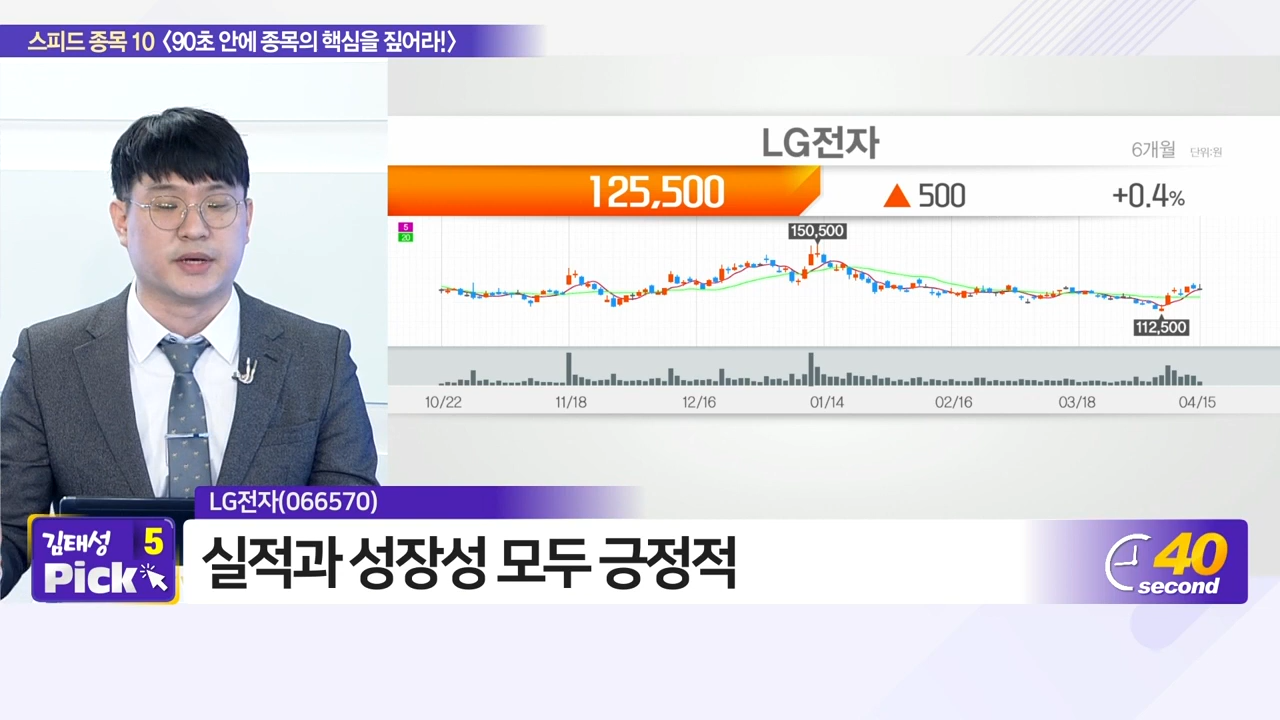 스피드 종목 10 〈90초 안에 종목의 핵심을 짚어라!〉
LG전자
6개월 단위:원
125,500 ▲ 500 +0.4%
5
20
150,500
112,500
10/22 11/18 12/16 01/14 02/16 03/18 04/15
LG전자(066570)
김태성 5
Pick
실적과 성장성 모두 긍정적
40
second